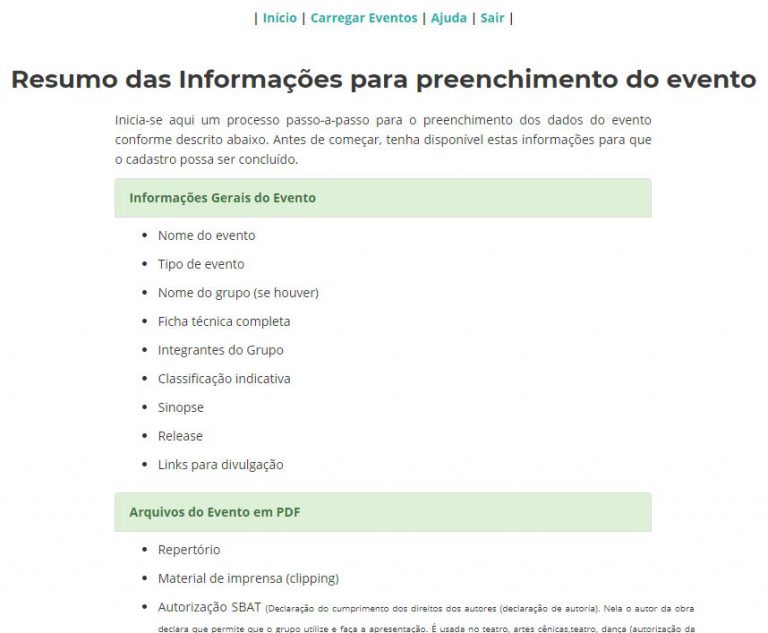 | Início | Carregar Eventos | Ajuda | Sair |
Resumo das Informações para preenchimento do evento
Inicia-se aqui um processo passo-a-passo para o preenchimento dos dados do evento
conforme descrito abaixo. Antes de começar, tenha disponível estas informações para que
o cadastro possa ser concluído.
Informações Gerais do Evento
• Nome do evento
• Tipo de evento
• Nome do grupo (se houver)
• Ficha técnica completa
• Integrantes do Grupo
• Classificação indicativa
• Sinopse
• Release
• Links para divulgação
Arquivos do Evento em PDF
• Repertório
• Material de imprensa (clipping)
• Autorização SBAT (Declaração do cumprimento dos direitos dos autores (declaração de autoria). Nela o autor da obra
declara que permite que o grupo utilize e faça a apresentação. É usada no teatro, artes cênicas,teatro, dança (autorização da